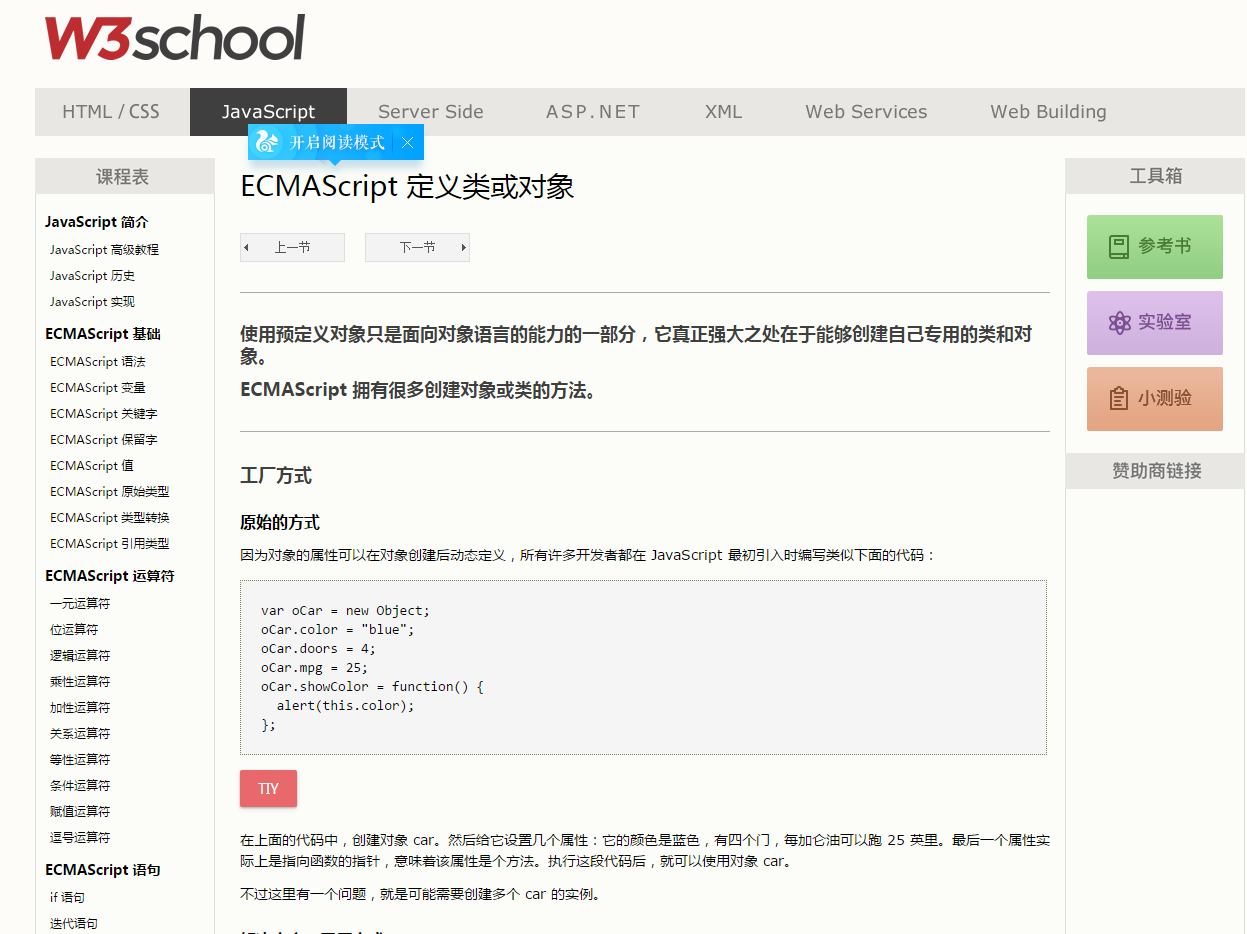 W3school
HTML / CSS
JavaScript
Server Side
ASP.NET
XML
Web Services
Web Building
开启阅读模式
课程表
JavaScript 简介
JavaScript 高级教程
JavaScript 历史
JavaScript 实现
ECMAScript 基础
ECMAScript 语法
ECMAScript 变量
ECMAScript 关键字
ECMAScript 保留字
ECMAScript 值
ECMAScript 原始类型
ECMAScript 类型转换
ECMAScript 引用类型
ECMAScript 运算符
一元运算符
位运算符
逻辑运算符
乘性运算符
加性运算符
关系运算符
等性运算符
条件运算符
赋值运算符
逗号运算符
ECMAScript 语句
if 语句
迭代语句
ECMAScript 定义类或对象
上一节
下一节
使用预定义对象只是面向对象语言的能力的一部分，它真正强大之处在于能够创建自己专用的类和对
象。
ECMAScript 拥有很多创建对象或类的方法。
工厂方式
原始的方式
因为对象的属性可以在对象创建后动态定义，所有许多开发者都在 JavaScript 最初引入时编写类似下面的代码：
var oCar = new Object;
oCar.color = "blue";
oCar.doors = 4;
oCar.mpg = 25;
oCar.showColor = function() {
  alert(this.color);
};
TIY
在上面的代码中，创建对象 car。然后给它设置几个属性：它的颜色是蓝色，有四个门，每加仑油可以跑 25 英里。最后一个属性实
际上是指向函数的指针，意味着该属性是个方法。执行这段代码后，就可以使用对象 car。
不过这里有一个问题，就是可能需要创建多个 car 的实例。
工具箱
参考书
实验室
小测验
赞助商链接